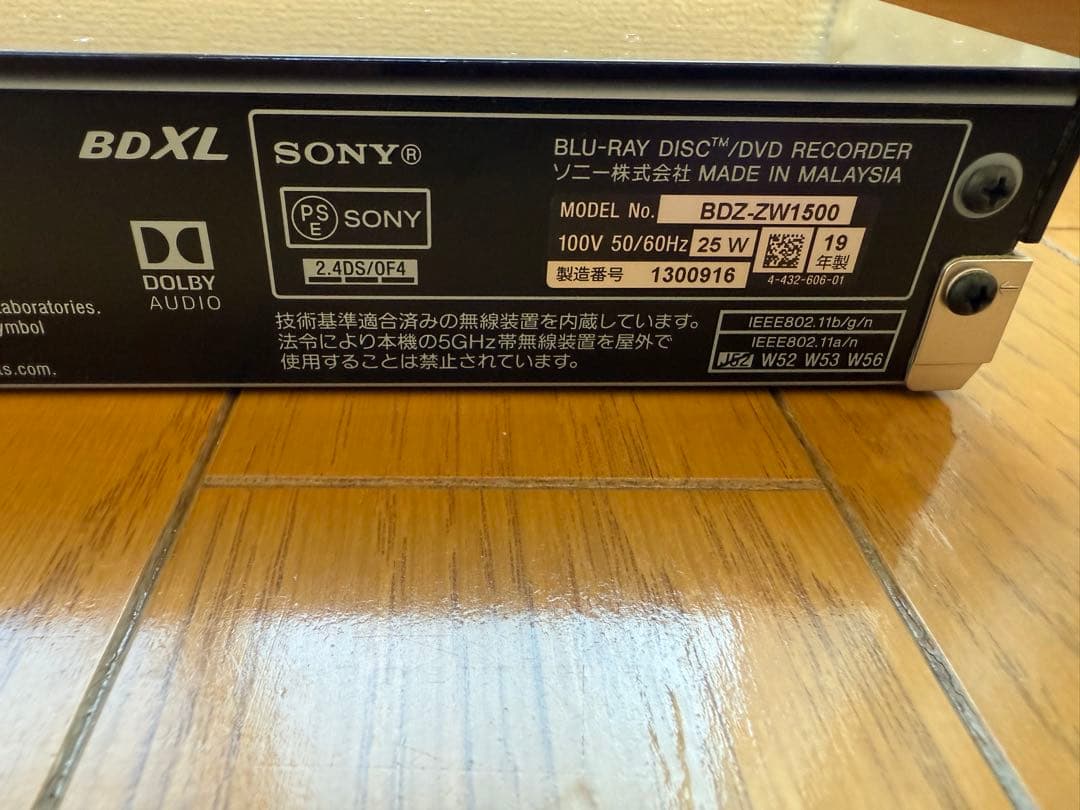 BDXL
DOLBY
AUDIO
aboratories.
ymbol
ts.com.
SONY®
PSE SONY
2.4DS/OF4
BLU-RAY DISC™/DVD RECORDER
ソニー株式会社 MADE IN MALAYSIA
MODEL No. BDZ-ZW1500
100V 50/60Hz 25 W
19
年製
製造番号 1300916
4-432-606-01
技術基準適合済みの無線装置を内蔵しています。
法令により本機の5GHz帯無線装置を屋外で
使用することは禁止されています。
IEEE802.11b/g/n
IEEE802.11a/n
J52 W52 W53 W56